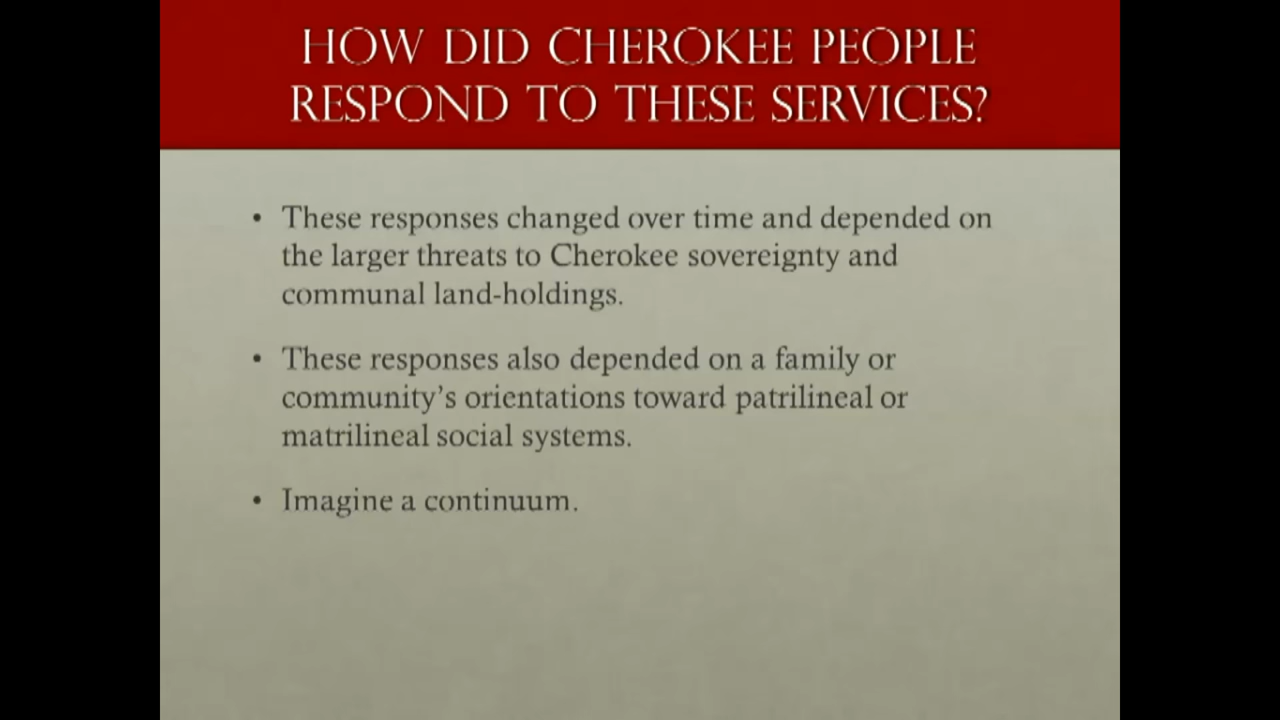 HOW DID CHEROKEE PEOPLE
RESPOND TO THESE SERVICES?
• These responses changed over time and depended on
the larger threats to Cherokee sovereignty and
communal land-holdings.
• These responses also depended on a family or
community’s orientations toward patrilineal or
matrilineal social systems.
• Imagine a continuum.